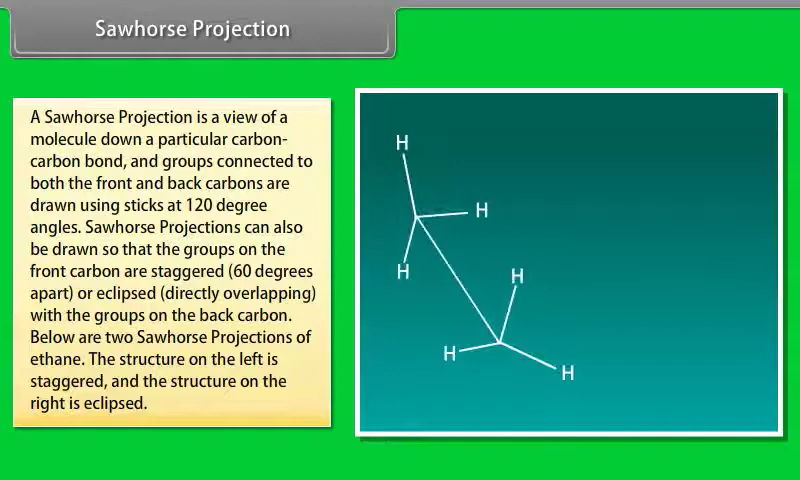 Sawhorse Projection
A Sawhorse Projection is a view of a
molecule down a particular carbon-
carbon bond, and groups connected to
both the front and back carbons are
drawn using sticks at 120 degree
angles. Sawhorse Projections can also
be drawn so that the groups on the
front carbon are staggered (60 degrees
apart) or eclipsed (directly overlapping)
with the groups on the back carbon.
Below are two Sawhorse Projections of
ethane. The structure on the left is
staggered, and the structure on the
right is eclipsed.
H
H
H
H
H
H